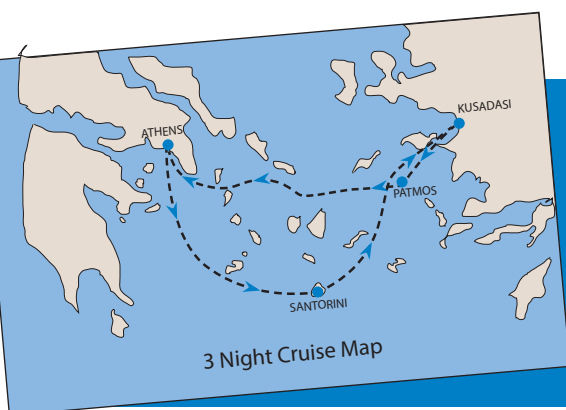 KUSADASI
ATHENS
PATMOS
SANTORINI
3 Night Cruise Map